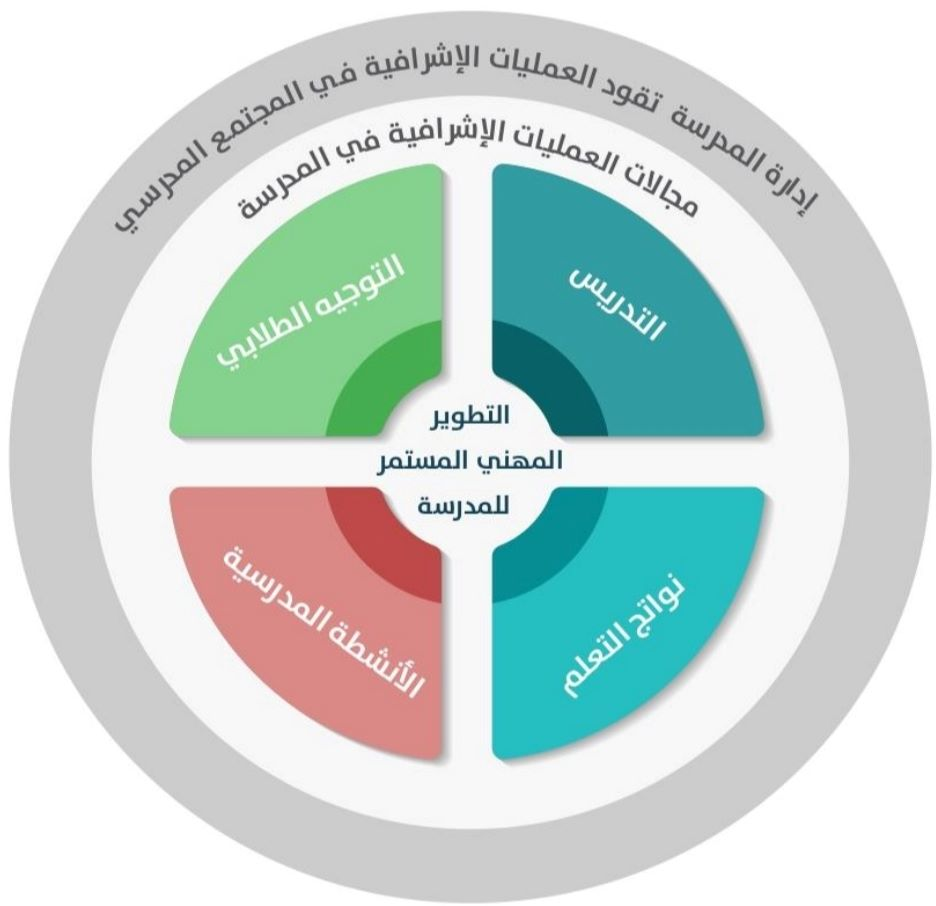 إدارة المدرسة تقود العمليات الإشرافية في المجتمع المدرسي
مجالات العمليات الإشرافية في المدرسة
التدريس
التوجيه الطلابي
التطوير
المهني المستمر
للمدرسة
نواتج التعلم
الأنشطة المدرسية